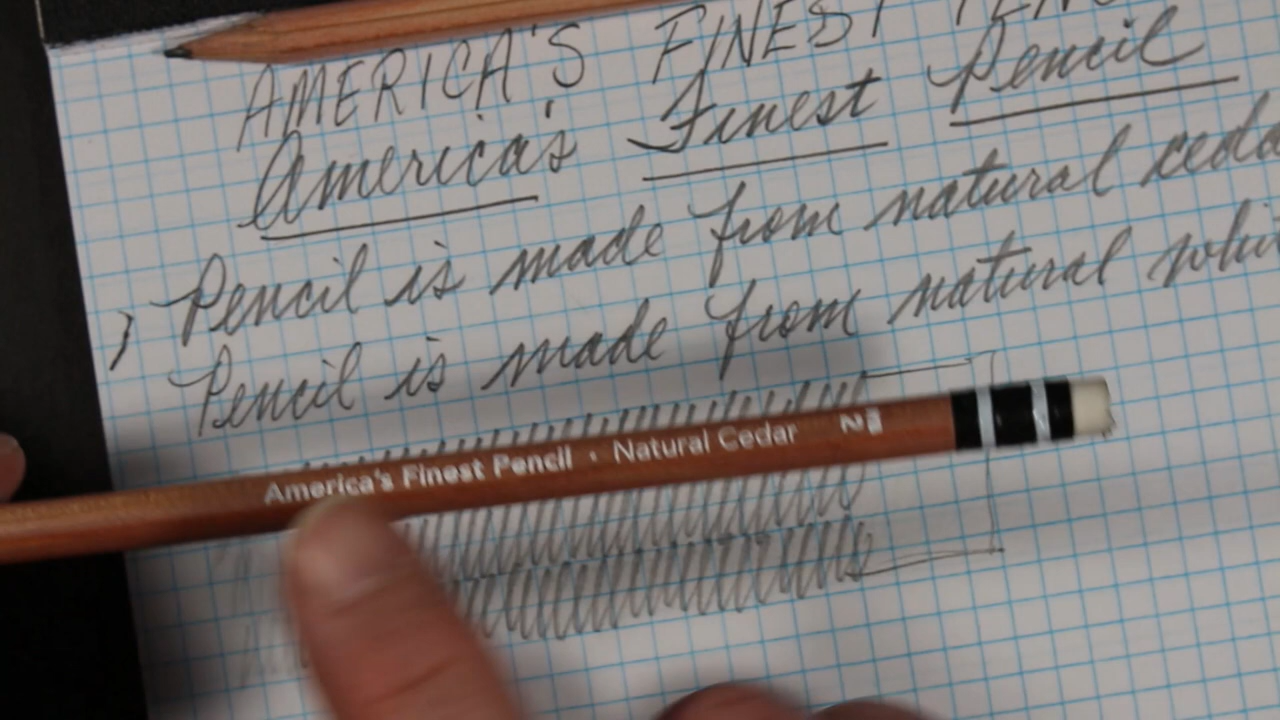 AMERICA'S FINEST
America's Finest Pencil
Pencil is made from natural
Pencil is made from natural
America's Finest Pencil · Natural Cedar